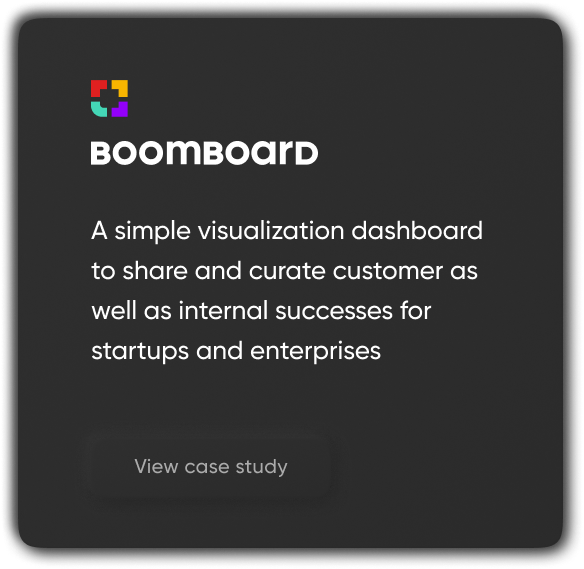 BOOMBOARD
A simple visualization dashboard
to share and curate customer as
well as internal successes for
startups and enterprises
View case study